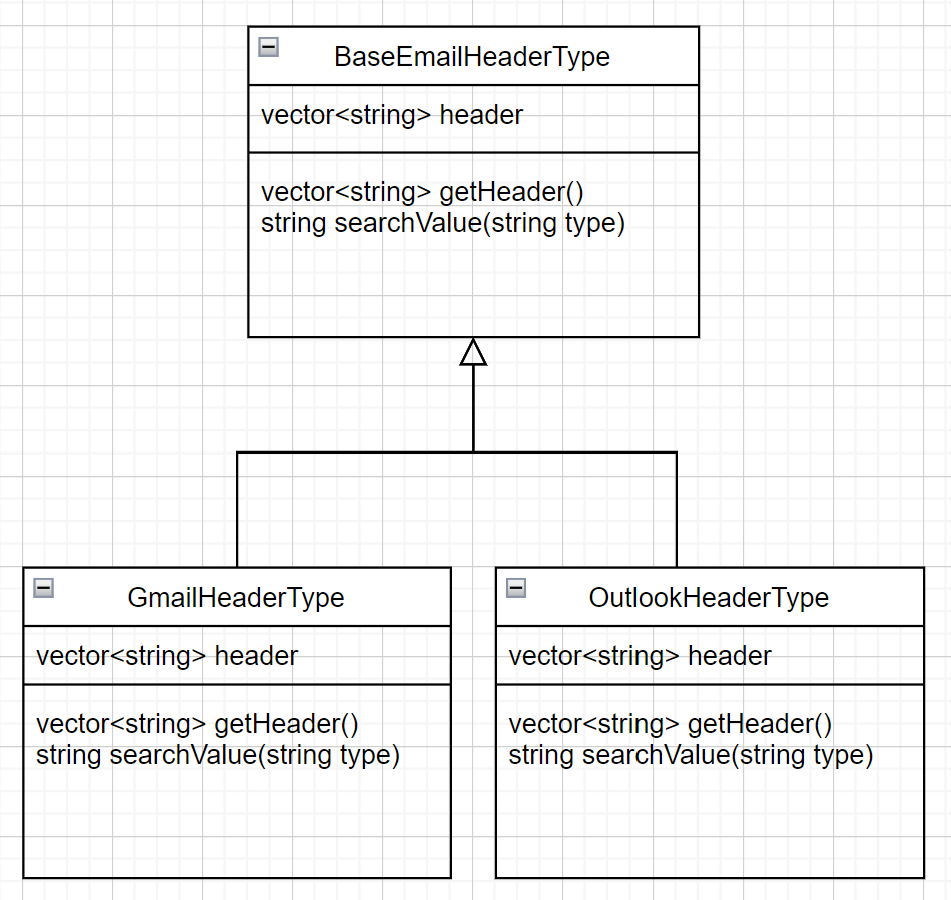 BaseEmailHeaderType
vector<string> header
vector<string> getHeader()
string searchValue(string type)
GmailHeaderType
vector<string> header
vector<string> getHeader()
string searchValue(string type)
OutlookHeaderType
vector<string> header
vector<string> getHeader()
string searchValue(string type)